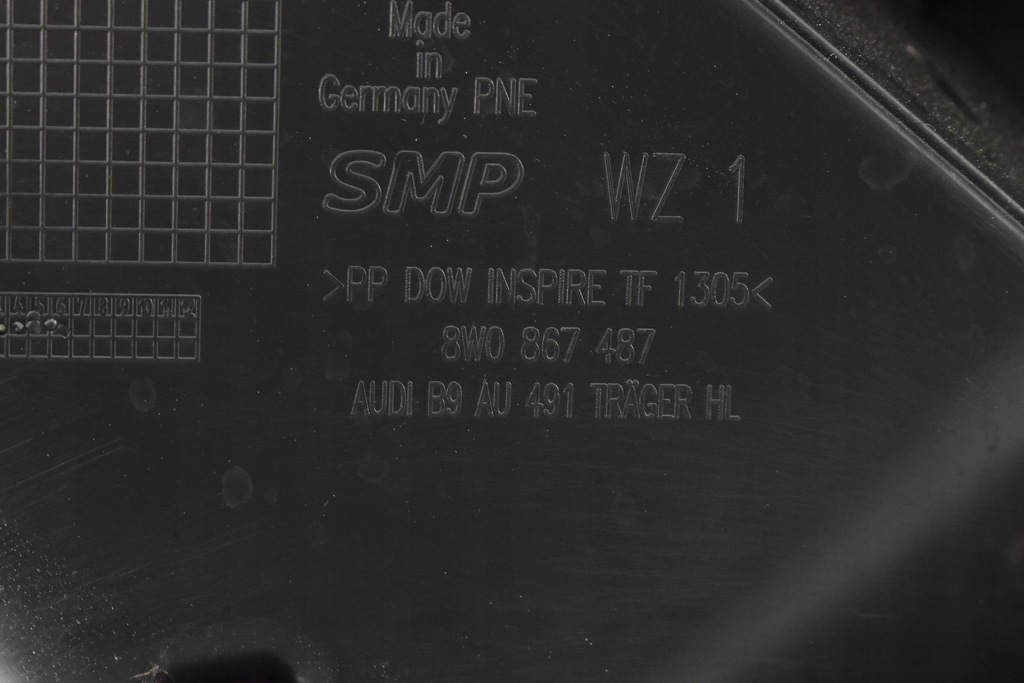 Made
in
Germany PNE
SMP WZ 1
>PP DOW INSPIRE TF 1305<
8W0 867 487
AUDI B9 AU 491 TRÄGER HL